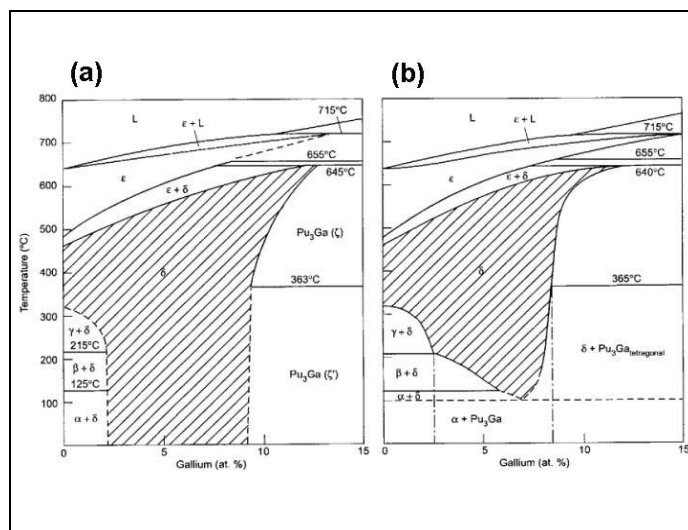 (a)
(b)
800
700
600
500
400
300
200
100
Temperature (°C)
L
ε + L
715°C
655°C
645°C
ε
ε + δ
Pu₃Ga (ζ)
δ
363°C
γ + δ
215°C
β + δ
125°C
α + δ
Pu₃Ga (ζ')
0
5
10
15
Gallium (at. %)
L
ε + L
715°C
655°C
640°C
ε
ε + δ
δ
365°C
γ + δ
δ + Pu₃Ga tetragonal
β + δ
α + δ
α + Pu₃Ga
0
5
10
15
Gallium (at. %)